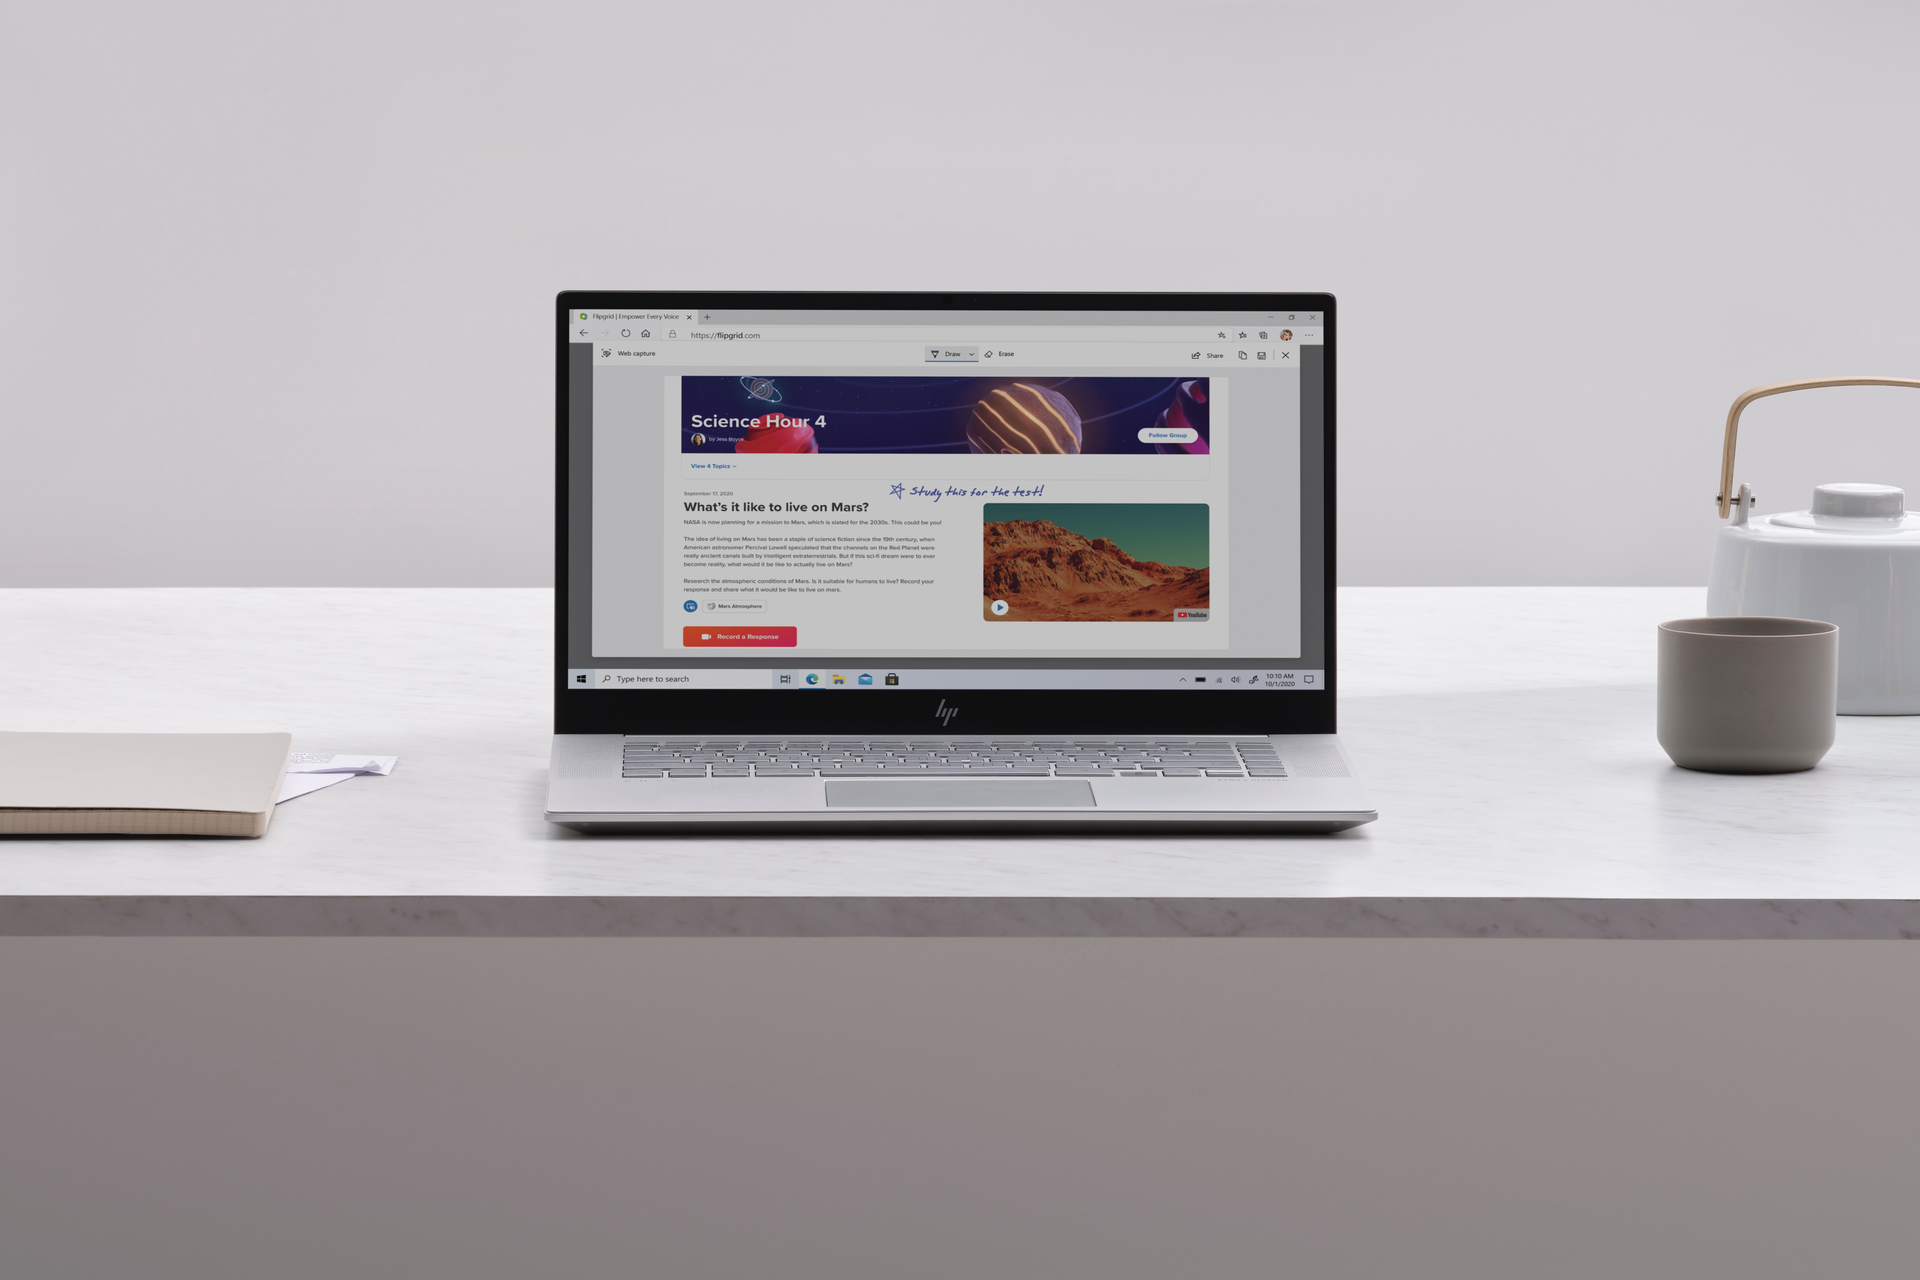 Flipgrid | Empower Every Voice
https://flipgrid.com
Web capture
Draw
Erase
Share
Science Hour 4
by Jess Boyce
Follow Group
View 4 Topics
Study this for the test!
September 17, 2020
What's it like to live on Mars?
NASA is now planning for a mission to Mars, which is slated for the 2030s. This could be you!
The idea of living on Mars has been a staple of science fiction since the 19th century, when
American astronomer Percival Lowell speculated that the channels on the Red Planet were
really ancient canals built by intelligent extraterrestrials. But if this sci-fi dream were to ever
become reality, what would it be like to actually live on Mars?
Research the atmospheric conditions of Mars. Is it suitable for humans to live? Record your
response and share what it would be like to live on mars.
Mars Atmosphere
YouTube
Record a Response
Type here to search
10:10 AM
10/1/2020
hp